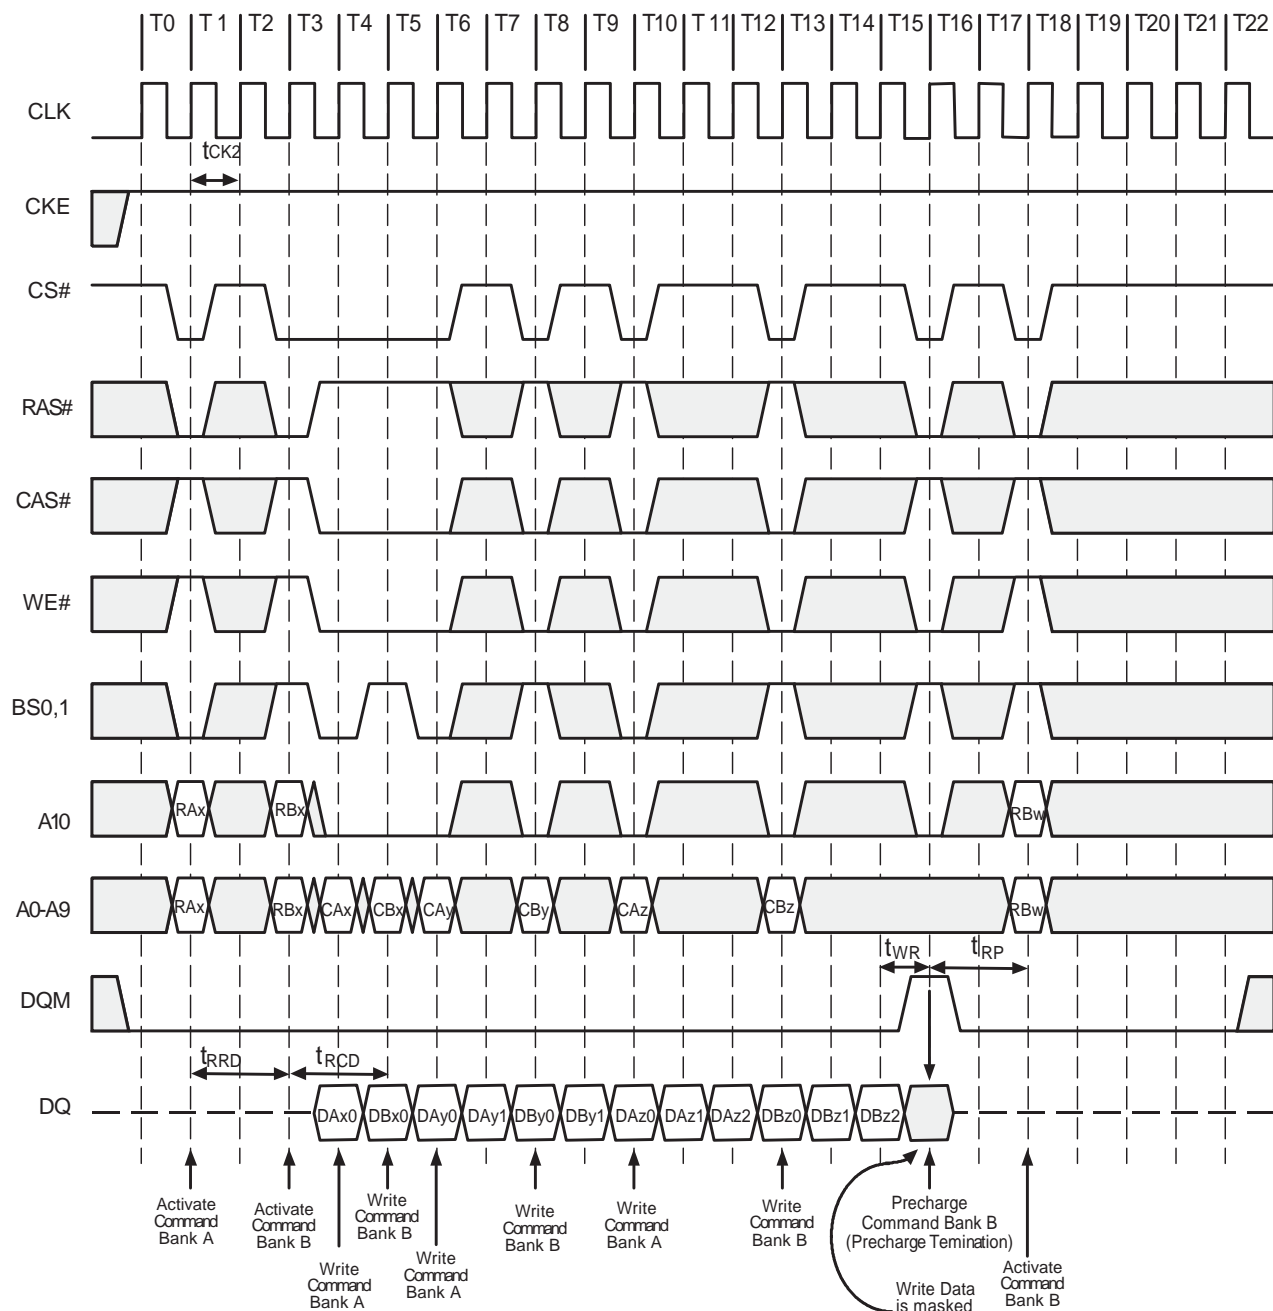 T0 T 1 T2 T3 T4 T5 T6 T7 T8 T9 T10 T 11 T12 T13 T14 T15 T16 T17 T18 T19 T20 T21 T22
CLK
tCK2
CKE
CS#
RAS#
CAS#
WE#
BS0,1
RAx RBx RBw
A10
A0-A9 RAx RBx CAx CBx CAy CBy CAz CBz RBw
tWR tRP
DQM
tRRD tRCD
DQ DAx0 DBx0 DAy0 DAy1 DBy0 DBy1 DAz0 DAz1 DAz2 DBz0 DBz1 DBz2
Activate
Command
Bank A
Activate
Command
Bank B
Write
Command
Bank A
Write
Command
Bank B
Write
Command
Bank A
Write
Command
Bank B
Write
Command
Bank A
Write
Command
Bank B
Precharge
Command Bank B
(Precharge Temination)
Write Data
is masked
Activate
Command
Bank B